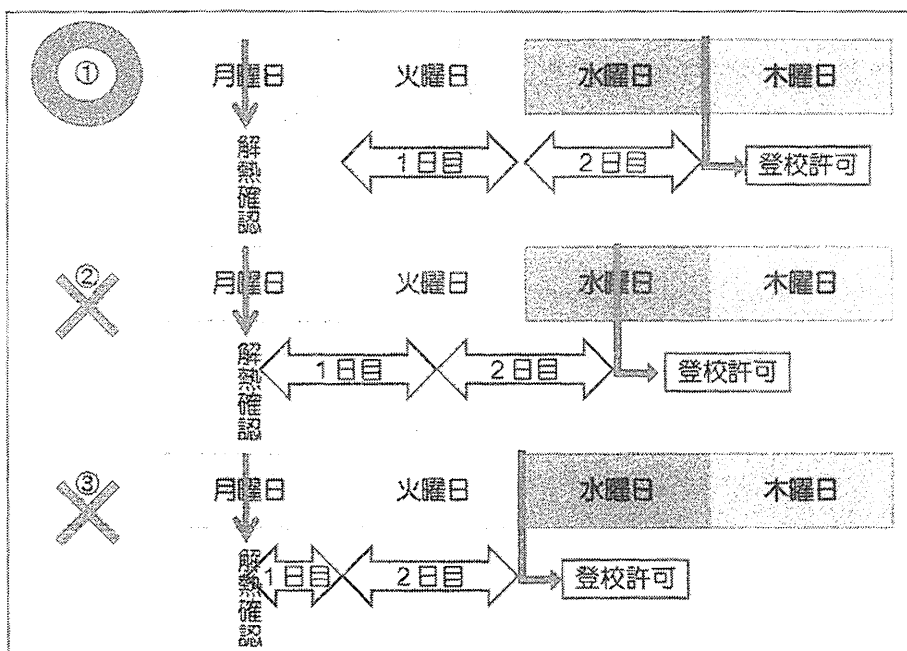 ①
月曜日 火曜日 水曜日 木曜日
解熱確認
1日目 2日目
登校許可
②
月曜日 火曜日 水曜日 木曜日
解熱確認
1日目 2日目
登校許可
③
月曜日 火曜日 水曜日 木曜日
解熱確認
1日目 2日目
登校許可